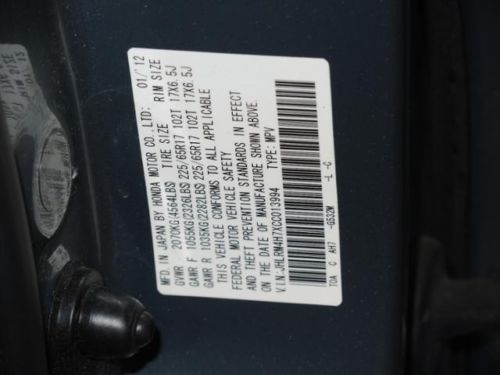 MFD. IN JAPAN BY HONDA MOTOR CO., LTD: 01/12
TIRE SIZE RIM SIZE
GVWR 2070KG(4564LBS)
GAWR F 1055KG(2326LBS) 225/65R17 102T 17X6.5J
GAWR R 1035KG(2282LBS) 225/65R17 102T 17X6.5J
THIS VEHICLE CONFORMS TO ALL APPLICABLE
FEDERAL MOTOR VEHICLE SAFETY
AND THEFT PREVENTION STANDARDS IN EFFECT
ON THE DATE OF MANUFACTURE SHOWN ABOVE.
V.I.N.:JHLRM4H7XCC013994 TYPE: MPV
TOA C AH7 -G532M -L -C